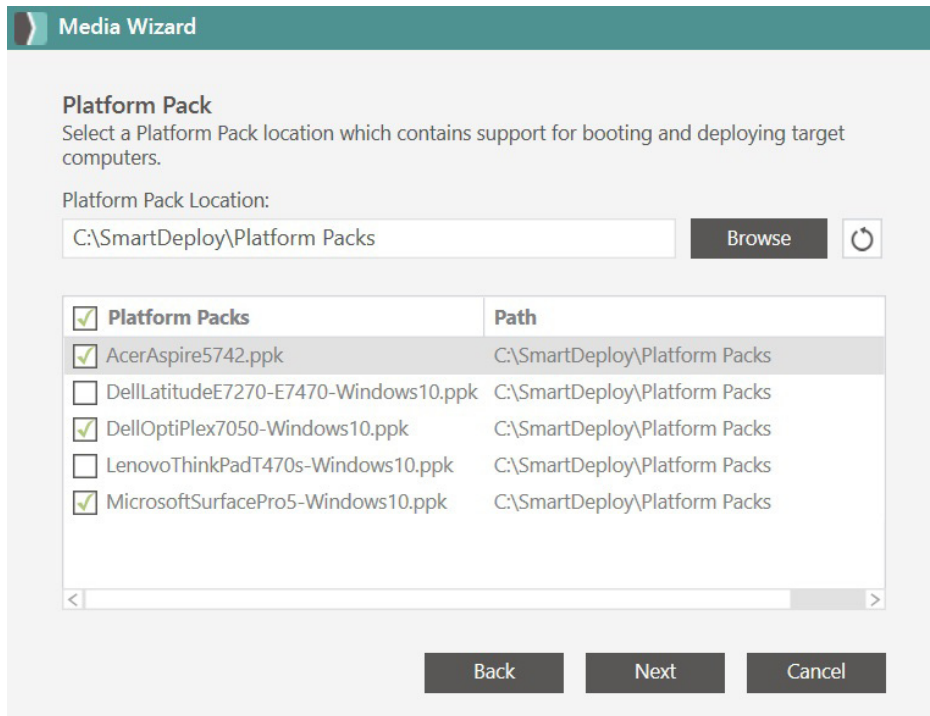 Media Wizard
Platform Pack
Select a Platform Pack location which contains support for booting and deploying target
computers.
Platform Pack Location:
C:\SmartDeploy\Platform Packs
Browse
Platform Packs Path
AcerAspire5742.ppk C:\SmartDeploy\Platform Packs
DellLatitudeE7270-E7470-Windows10.ppk C:\SmartDeploy\Platform Packs
DellOptiPlex7050-Windows10.ppk C:\SmartDeploy\Platform Packs
LenovoThinkPadT470s-Windows10.ppk C:\SmartDeploy\Platform Packs
MicrosoftSurfacePro5-Windows10.ppk C:\SmartDeploy\Platform Packs
Back Next Cancel